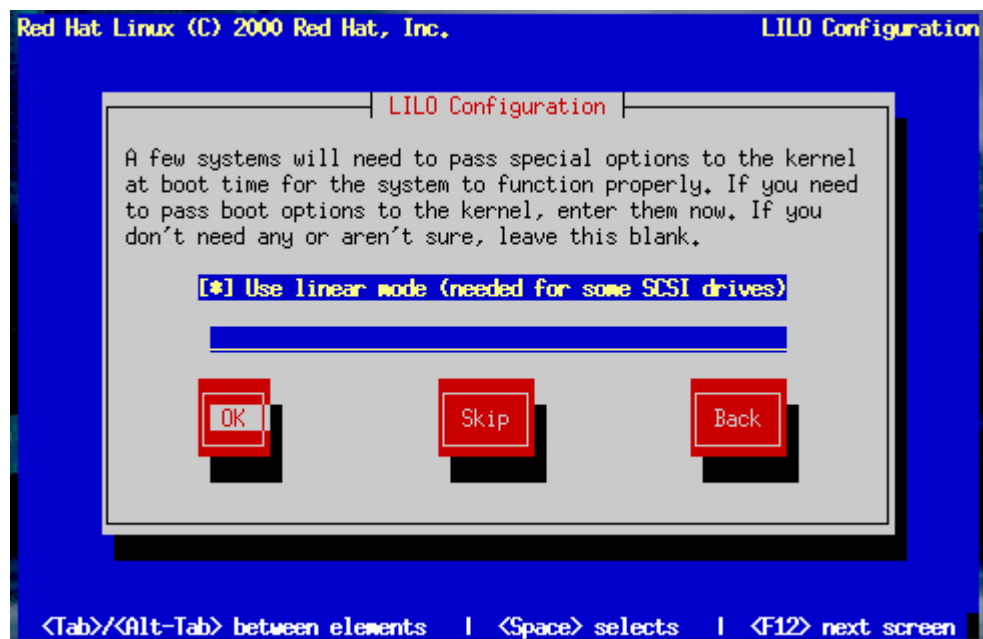 Red Hat Linux (C) 2000 Red Hat, Inc. LILO Configuration
LILO Configuration
A few systems will need to pass special options to the kernel
at boot time for the system to function properly. If you need
to pass boot options to the kernel, enter them now. If you
don't need any or aren't sure, leave this blank.
[*] Use linear mode (needed for some SCSI drives)
OK Skip Back
<Tab>/<Alt-Tab> between elements | <Space> selects | <F12> next screen